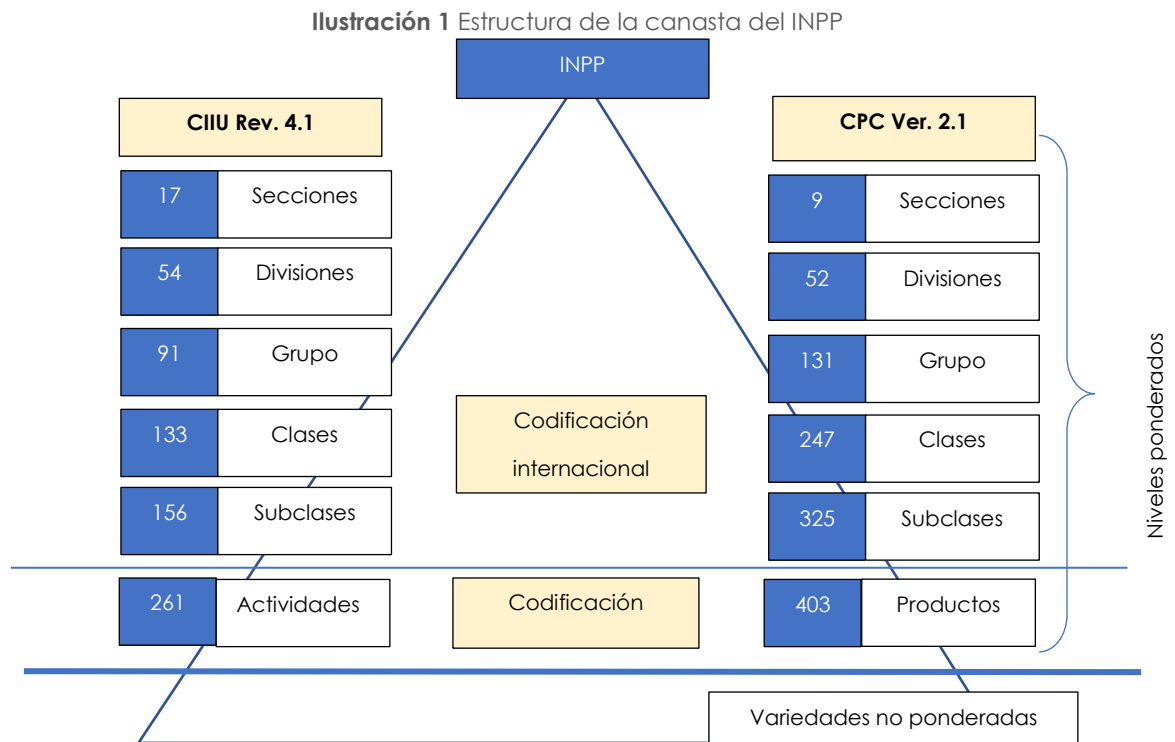 Ilustración 1 Estructura de la canasta del INPP
INPP
CIIU Rev. 4.1
CPC Ver. 2.1
17 Secciones
9 Secciones
54 Divisiones
52 Divisiones
91 Grupo
131 Grupo
133 Clases
Codificación
internacional
247 Clases
156 Subclases
325 Subclases
261 Actividades
Codificación
403 Productos
Niveles ponderados
Variedades no ponderadas